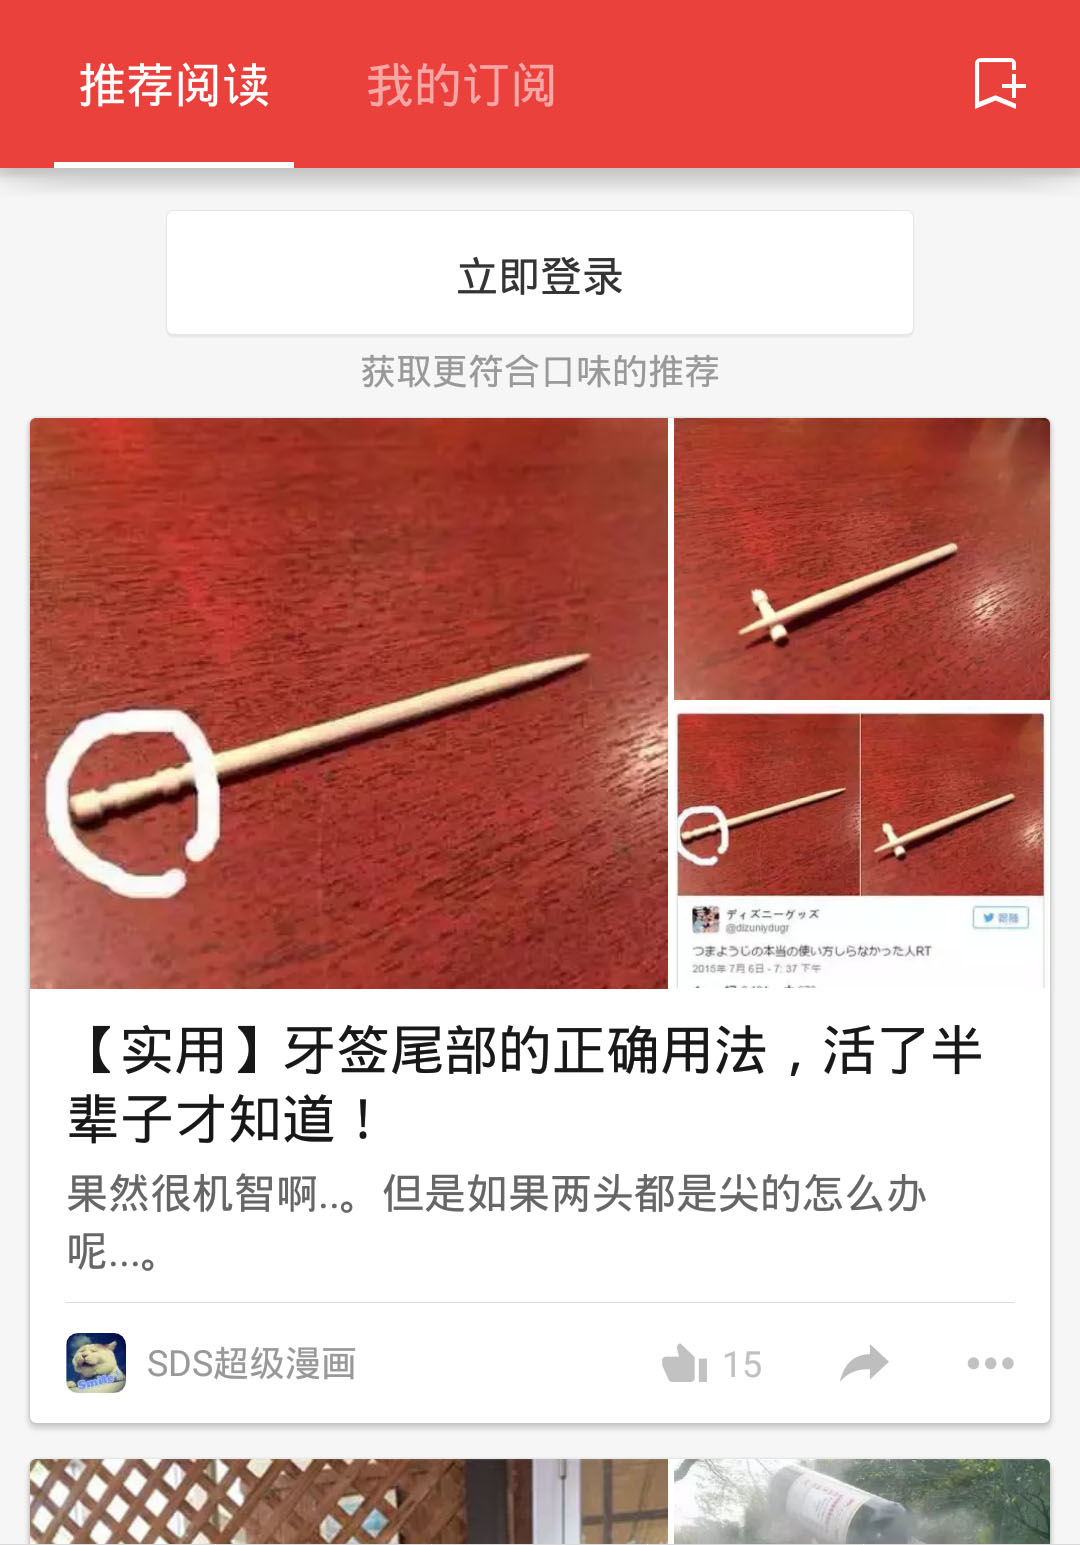 推荐阅读
我的订阅
立即登录
获取更符合口味的推荐
ディズニーグッズ
@dizuniydugr
跟随
つまようじの本当の使い方しらなかった人RT
2015年 7月 6日 - 7: 37 下午
【实用】牙签尾部的正确用法，活了半
辈子才知道！
果然很机智啊..。但是如果两头都是尖的怎么办
呢...。
Smile
SDS超级漫画
15